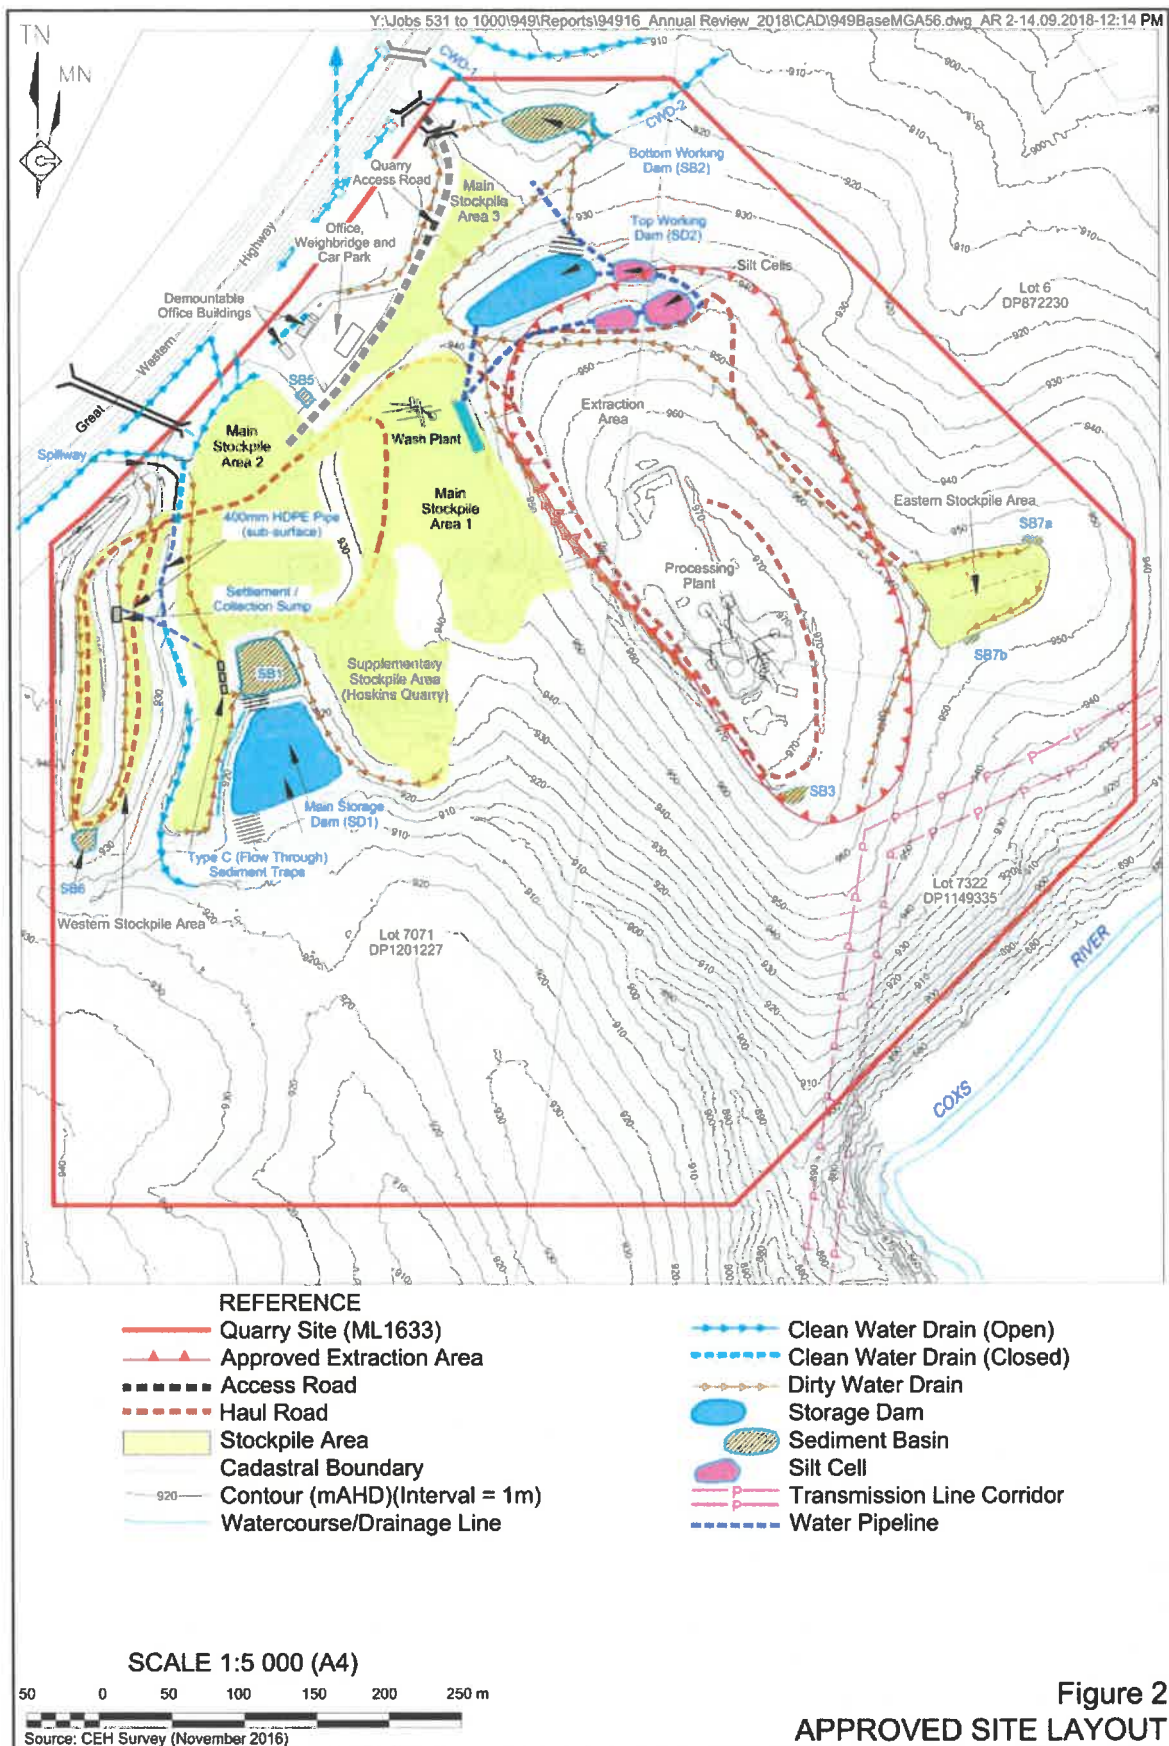 Y:\Jobs 531 to 1000\949\Reports\94916_Annual Review_2018\CAD\949BaseMGA56.dwg_AR 2-14.09.2018-12:14 PM
TN
MN
CWD-1
CWD-2
Quarry
Access Road
Main
Stockpile
Area 3
Bottom Working
Dam (SB2)
Top Working
Dam (SD2)
Office,
Weighbridge and
Car Park
Silt Cells
Highway
Western
Great
Demountable
Office Buildings
Lot 6
DP872230
SB5
Extraction
Area
Main
Stockpile
Area 2
Wash Plant
Spillway
Main
Stockpile
Area 1
Eastern Stockpile Area
SB7a
400mm HDPE Pipe
(sub-surface)
Processing
Plant
Settlement /
Collection Sump
SB7b
SB1
Supplementary
Stockpile Area
(Hoskins Quarry)
SB3
Main Storage
Dam (SD1)
Type C (Flow Through)
Sediment Traps
SB6
Western Stockpile Area
Lot 7322
DP1149335
Lot 7071
DP1201227
COXS
RIVER
REFERENCE
Quarry Site (ML1633)
Approved Extraction Area
Access Road
Haul Road
Stockpile Area
Cadastral Boundary
920
Contour (mAHD)(Interval = 1m)
Watercourse/Drainage Line
Clean Water Drain (Open)
Clean Water Drain (Closed)
Dirty Water Drain
Storage Dam
Sediment Basin
Silt Cell
P
P
Transmission Line Corridor
Water Pipeline
SCALE 1:5 000 (A4)
50 0 50 100 150 200 250 m
Source: CEH Survey (November 2016)
Figure 2
APPROVED SITE LAYOUT